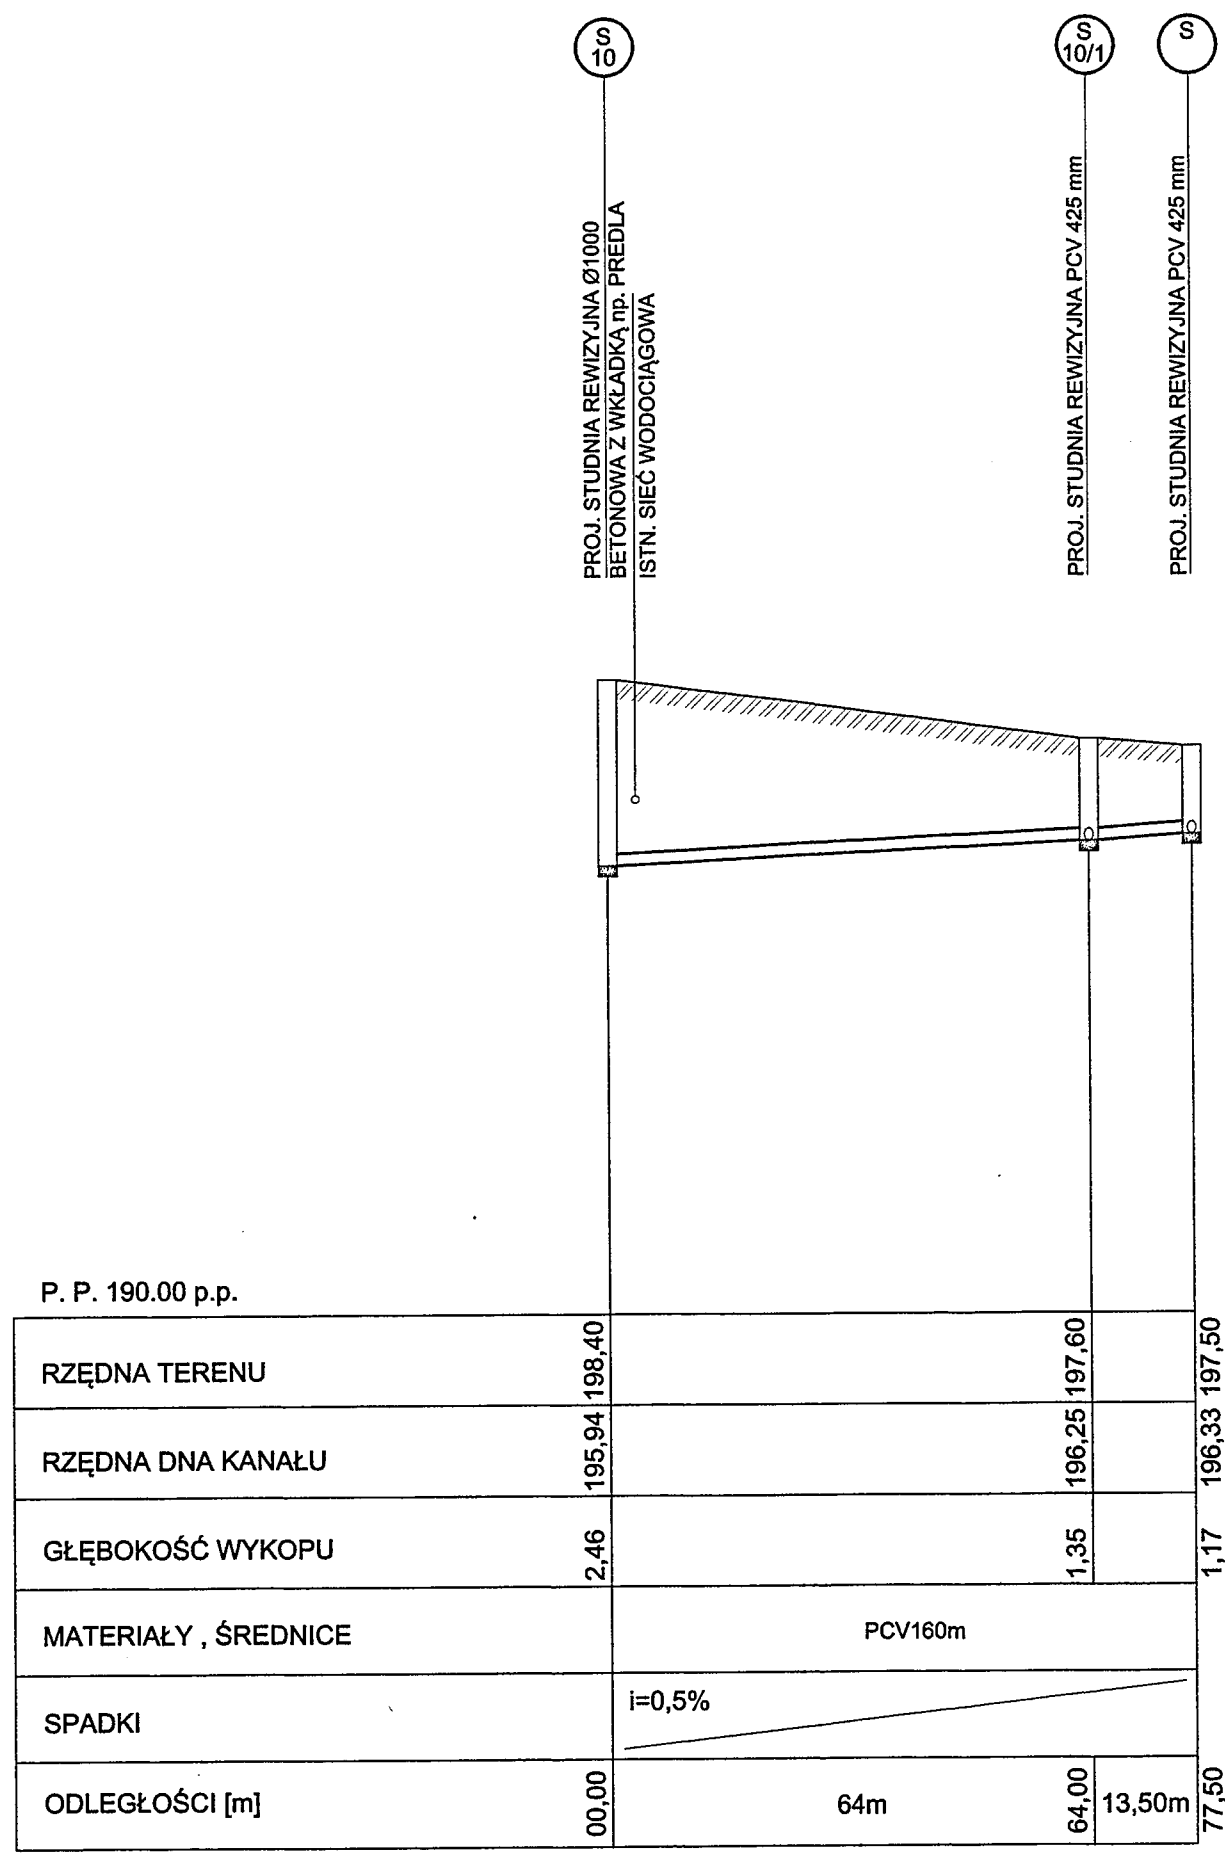 S
10
S
10/1
S
PROJ. STUDNIA REWIZYJNA Ø1000
BETONOWA Z WKŁADKĄ np. PREDLA
ISTN. SIEĆ WODOCIĄGOWA
PROJ. STUDNIA REWIZYJNA PCV 425 mm
PROJ. STUDNIA REWIZYJNA PCV 425 mm
P. P. 190.00 p.p.
RZĘDNA TERENU 198,40 197,60 197,50
RZĘDNA DNA KANAŁU 195,94 196,25 196,33
GŁĘBOKOŚĆ WYKOPU 2,46 1,35 1,17
MATERIAŁY , ŚREDNICE PCV160m
SPADKI i=0,5%
ODLEGŁOŚCI [m] 00,00 64m 64,00 13,50m 77,50